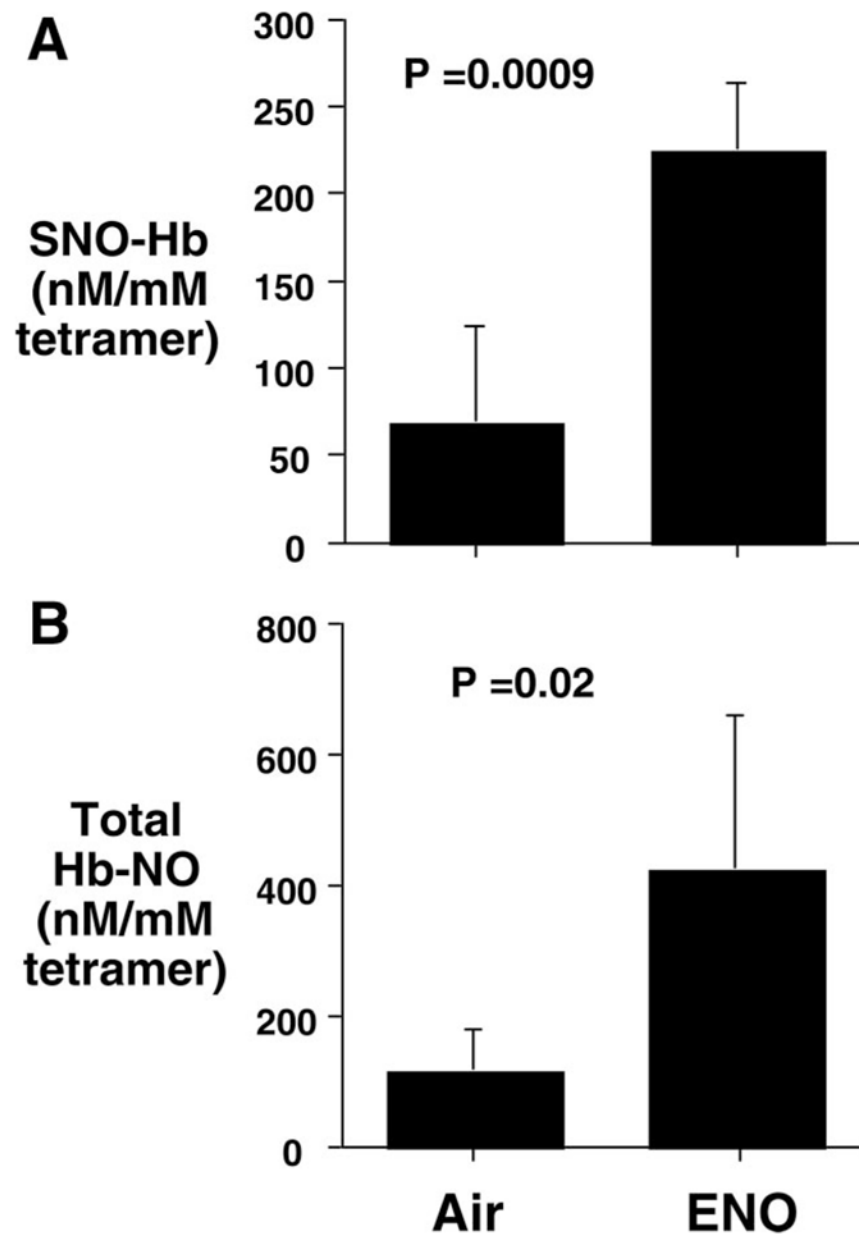 A
300
P =0.0009
250
200
SNO-Hb
(nM/mM
tetramer)
150
100
50
0
B
800
P =0.02
600
Total
Hb-NO
(nM/mM
tetramer)
400
200
0
Air ENO